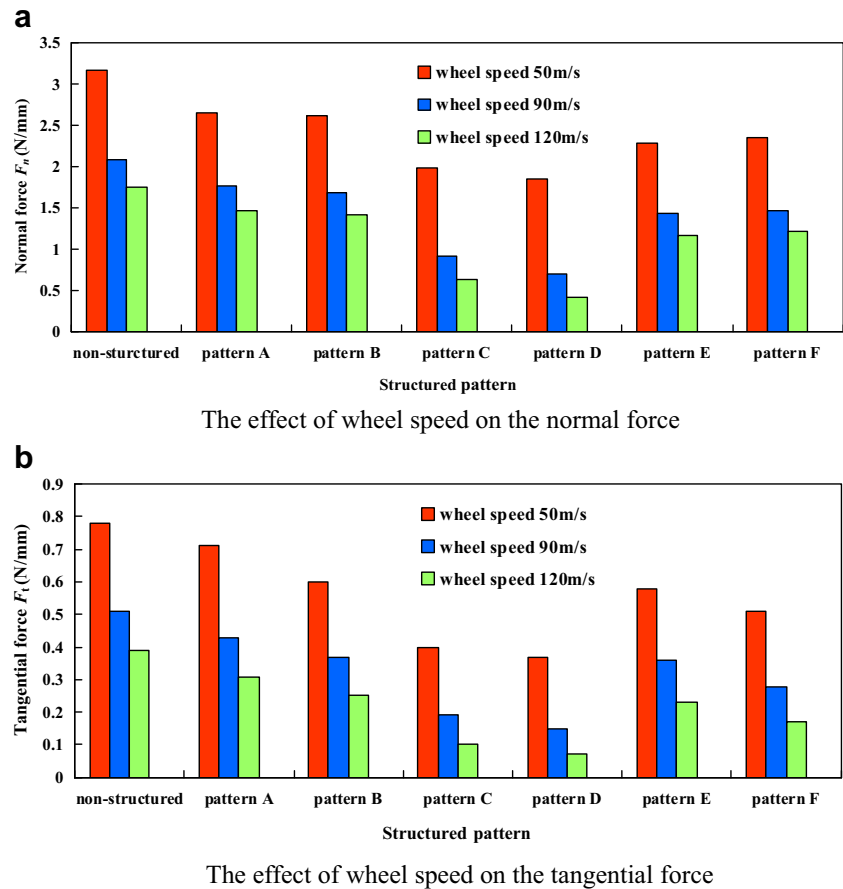 a
3.5
3
2.5
2
1.5
1
0.5
0
Normal force Fn (N/mm)
wheel speed 50m/s
wheel speed 90m/s
wheel speed 120m/s
non-sturctured pattern A pattern B pattern C pattern D pattern E pattern F
Structured pattern
The effect of wheel speed on the normal force
b
0.9
0.8
0.7
0.6
0.5
0.4
0.3
0.2
0.1
0
Tangential force Ft (N/mm)
wheel speed 50m/s
wheel speed 90m/s
wheel speed 120m/s
non-structured pattern A pattern B pattern C pattern D pattern E pattern F
Structured pattern
The effect of wheel speed on the tangential force